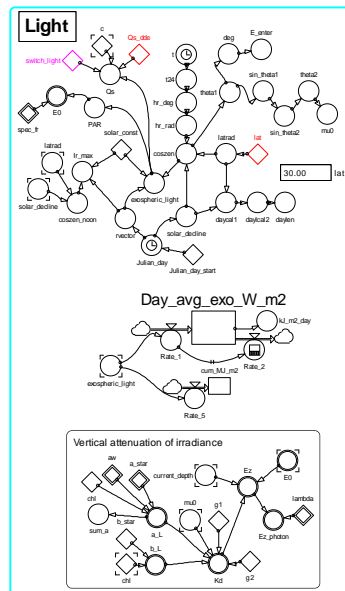 Light
c
switch_light
Qs_dde
Qs
t
deg
E_enter
t24
hr_deg
hr_rad
theta1
sin_theta1
theta2
sin_theta2
mu0
spec_fr
E0
PAR
solar_const
coszen
latrad
lat
30.00 lat
latrad
Ir_max
solar_decline
coszen_noon
exospheric_light
rvector
solar_decline
daycal1
daylcal2
daylen
Julian_day
Julian_day_start
Day_avg_exo_W_m2
kJ_m2_day
Rate_1
Rate_2
cum_MJ_m2
exospheric_light
Rate_5
Vertical attenuation of irradiance
aw
a_star
chl
current_depth
Ez
E0
sum_a
b_star
a_L
mu0
g1
lambda
Ez_photon
b_L
chl
Kd
g2